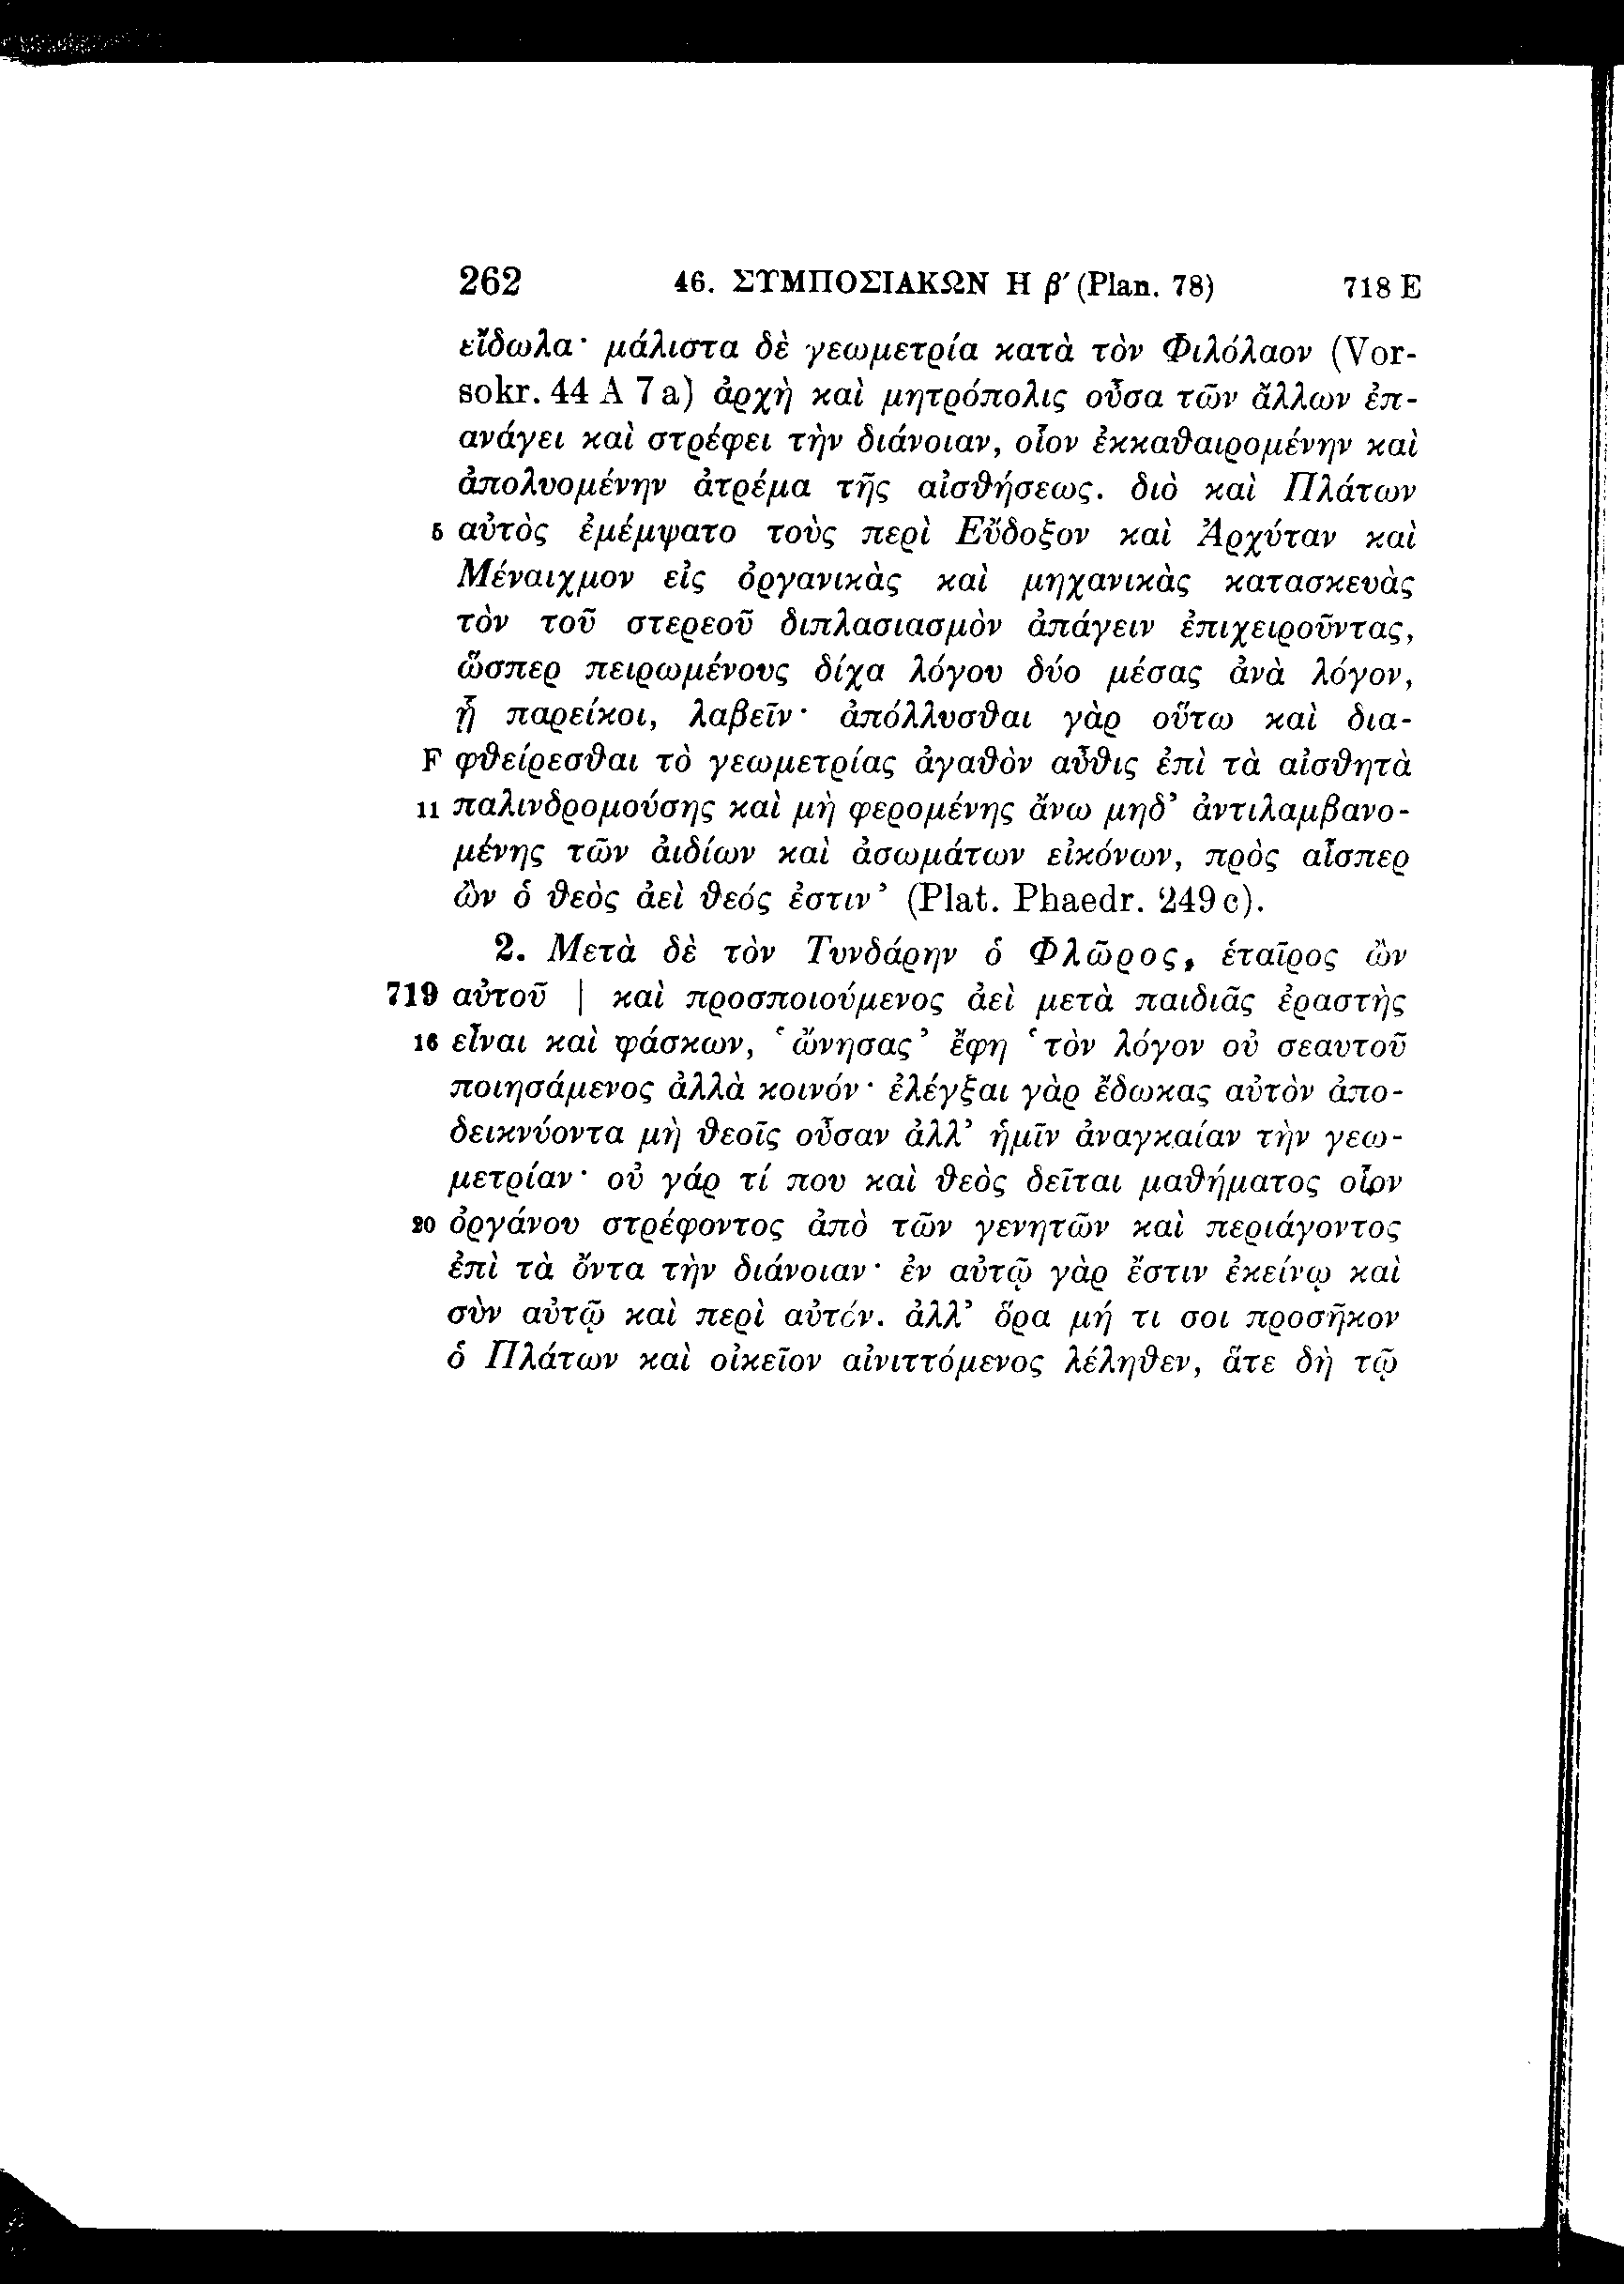 262 46. ΣΥΜΠΟΣΙΑΚΩΝ Η β′ (Plan. 78) 718 E
εἴδωλα· μάλιστα δὲ γεωμετρία κατὰ τὸν Φιλόλαον (Vor-
sokr. 44 A 7 a) ἀρχὴ καὶ μητρόπολις οὖσα τῶν ἄλλων ἐπ-
ανάγει καὶ στρέφει τὴν διάνοιαν, οἷον ἐκκαθαιρομένην καὶ
ἀπολυομένην ἀτρέμα τῆς αἰσθήσεως. διὸ καὶ Πλάτων
5 αὐτὸς ἐμέμψατο τοὺς περὶ Εὔδοξον καὶ Ἀρχύταν καὶ
Μέναιχμον εἰς ὀργανικὰς καὶ μηχανικὰς κατασκευὰς
τὸν τοῦ στερεοῦ διπλασιασμὸν ἀπάγειν ἐπιχειροῦντας,
ὥσπερ πειρωμένους δίχα λόγου δύο μέσας ἀνὰ λόγον,
ᾗ παρείκοι, λαβεῖν· ἀπόλλυσθαι γὰρ οὕτω καὶ δια-
F φθείρεσθαι τὸ γεωμετρίας ἀγαθὸν αὖθις ἐπὶ τὰ αἰσθητὰ
11 παλινδρομούσης καὶ μὴ φερομένης ἄνω μηδ’ ἀντιλαμβανο-
μένης τῶν ἀιδίων καὶ ἀσωμάτων εἰκόνων, πρὸς αἷσπερ
ὢν ὁ θεὸς ἀεὶ θεός ἐστιν’ (Plat. Phaedr. 249 c).
2. Μετὰ δὲ τὸν Τυνδάρην ὁ Φλῶρος, ἑταῖρος ὢν
719 αὐτοῦ | καὶ προσποιούμενος ἀεὶ μετὰ παιδιᾶς ἐραστὴς
16 εἶναι καὶ φάσκων, ‘ὤνησας’ ἔφη ‘τὸν λόγον οὐ σεαυτοῦ
ποιησάμενος ἀλλὰ κοινόν· ἐλέγξαι γὰρ ἔδωκας αὐτὸν ἀπο-
δεικνύοντα μὴ θεοῖς οὖσαν ἀλλ’ ἡμῖν ἀναγκαίαν τὴν γεω-
μετρίαν· οὐ γάρ τί που καὶ θεὸς δεῖται μαθήματος οἷον
20 ὀργάνου στρέφοντος ἀπὸ τῶν γενητῶν καὶ περιάγοντος
ἐπὶ τὰ ὄντα τὴν διάνοιαν· ἐν αὐτῷ γὰρ ἔστιν ἐκείνῳ καὶ
σὺν αὐτῷ καὶ περὶ αὐτόν. ἀλλ’ ὅρα μή τι σοι προσῆκον
ὁ Πλάτων καὶ οἰκεῖον αἰνιττόμενος λέληθεν, ἅτε δὴ τῷ